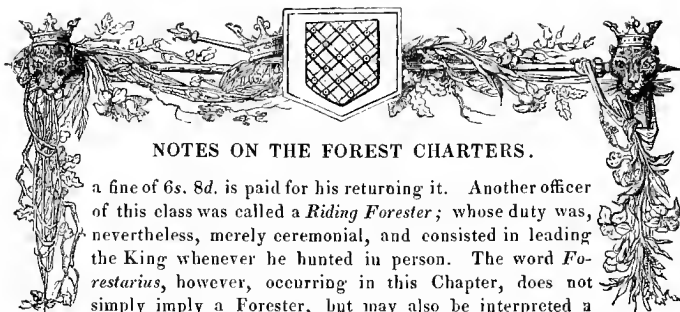 NOTES ON THE FOREST CHARTERS.
a fine of 6s. 8d. is paid for his returning it. Another officer
of this class was called a Riding Forester; whose duty was,
nevertheless, merely ceremonial, and consisted in leading
the King whenever he hunted in person. The word Fo-
restarius, however, occurring in this Chapter, does not
simply imply a Forester, but may also be interpreted a